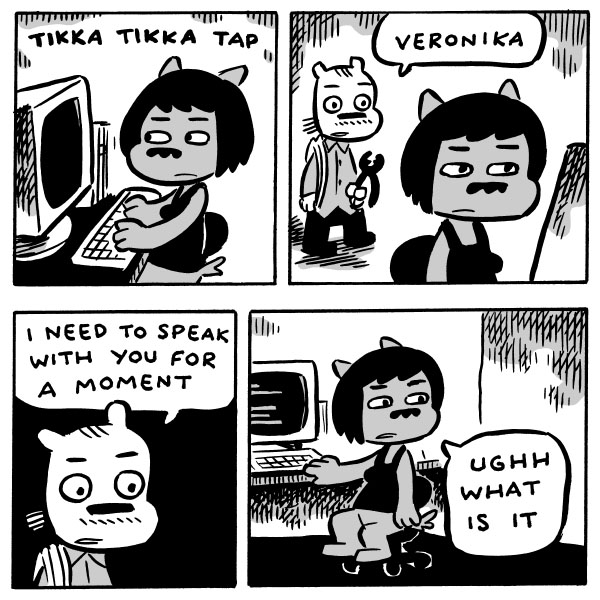 TIKKA TIKKA TAP
VERONIKA
I NEED TO SPEAK
WITH YOU FOR
A MOMENT
UGHH
WHAT
IS IT